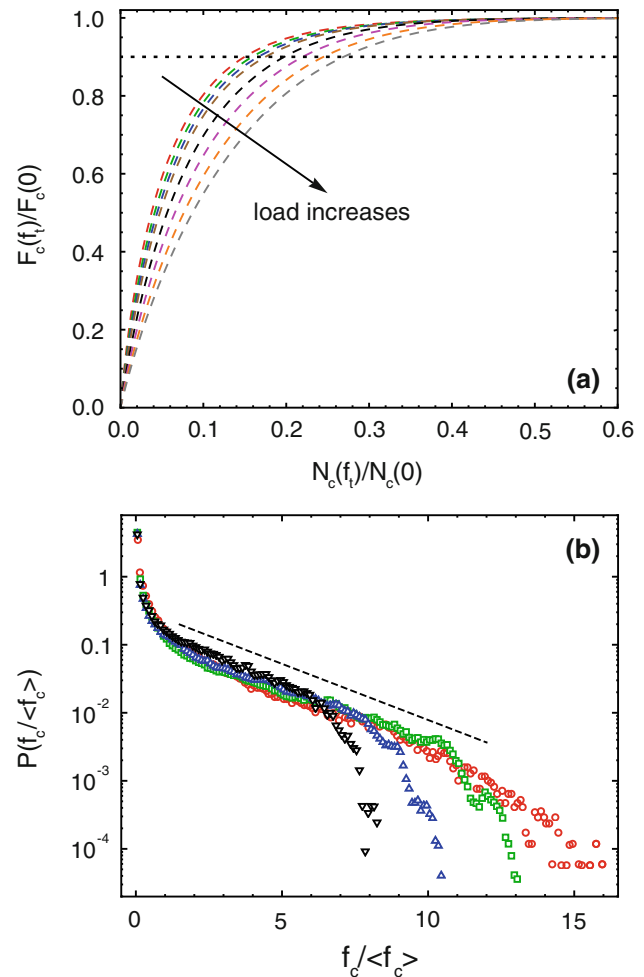 1.0
0.8
0.6
0.4
0.2
0.0
F_c(f_t)/F_c(0)
load increases
(a)
0.0 0.1 0.2 0.3 0.4 0.5 0.6
N_c(f_t)/N_c(0)
(b)
1
0.1
10^-2
10^-3
10^-4
P(f_c/<f_c>)
0 5 10 15
f_c/<f_c>